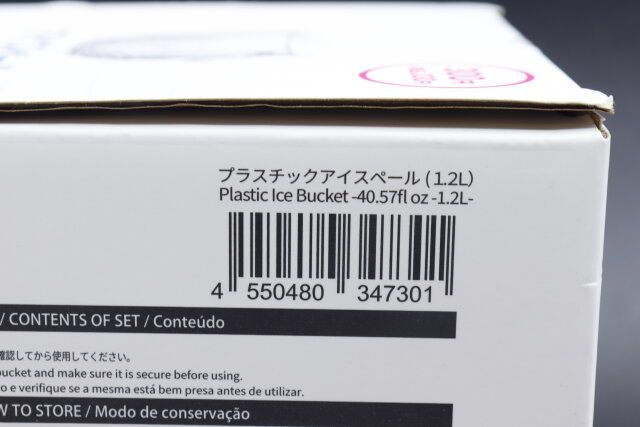 プラスチックアイスペール (1.2L)
Plastic Ice Bucket -40.57fl oz -1.2L-
4 550480 347301
/ CONTENTS OF SET / Conteúdo
確認してから使用してください。
bucket and make sure it is secure before using.
o e verifique se a mesma está bem presa antes de utilizar.
W TO STORE / Modo de conservação